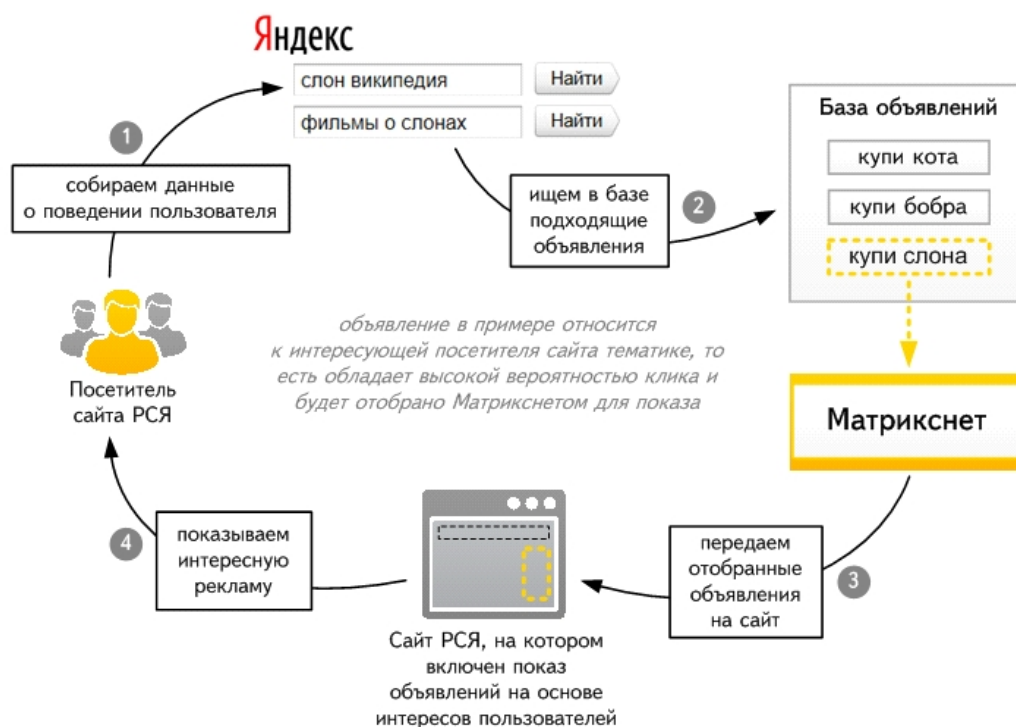 Яндекс
слон википедия
Найти
фильмы о слонах
Найти
1
собираем данные
о поведении пользователя
ищем в базе
подходящие
объявления
2
База объявлений
купи кота
купи бобра
купи слона
объявление в примере относится
к интересующей посетителя сайта тематике, то
есть обладает высокой вероятностью клика и
будет отобрано Матрикснетом для показа
Посетитель
сайта РСЯ
Матрикснет
4
показываем
интересную
рекламу
передаем
отобранные
объявления
на сайт
3
Сайт РСЯ, на котором
включен показ
объявлений на основе
интересов пользователей